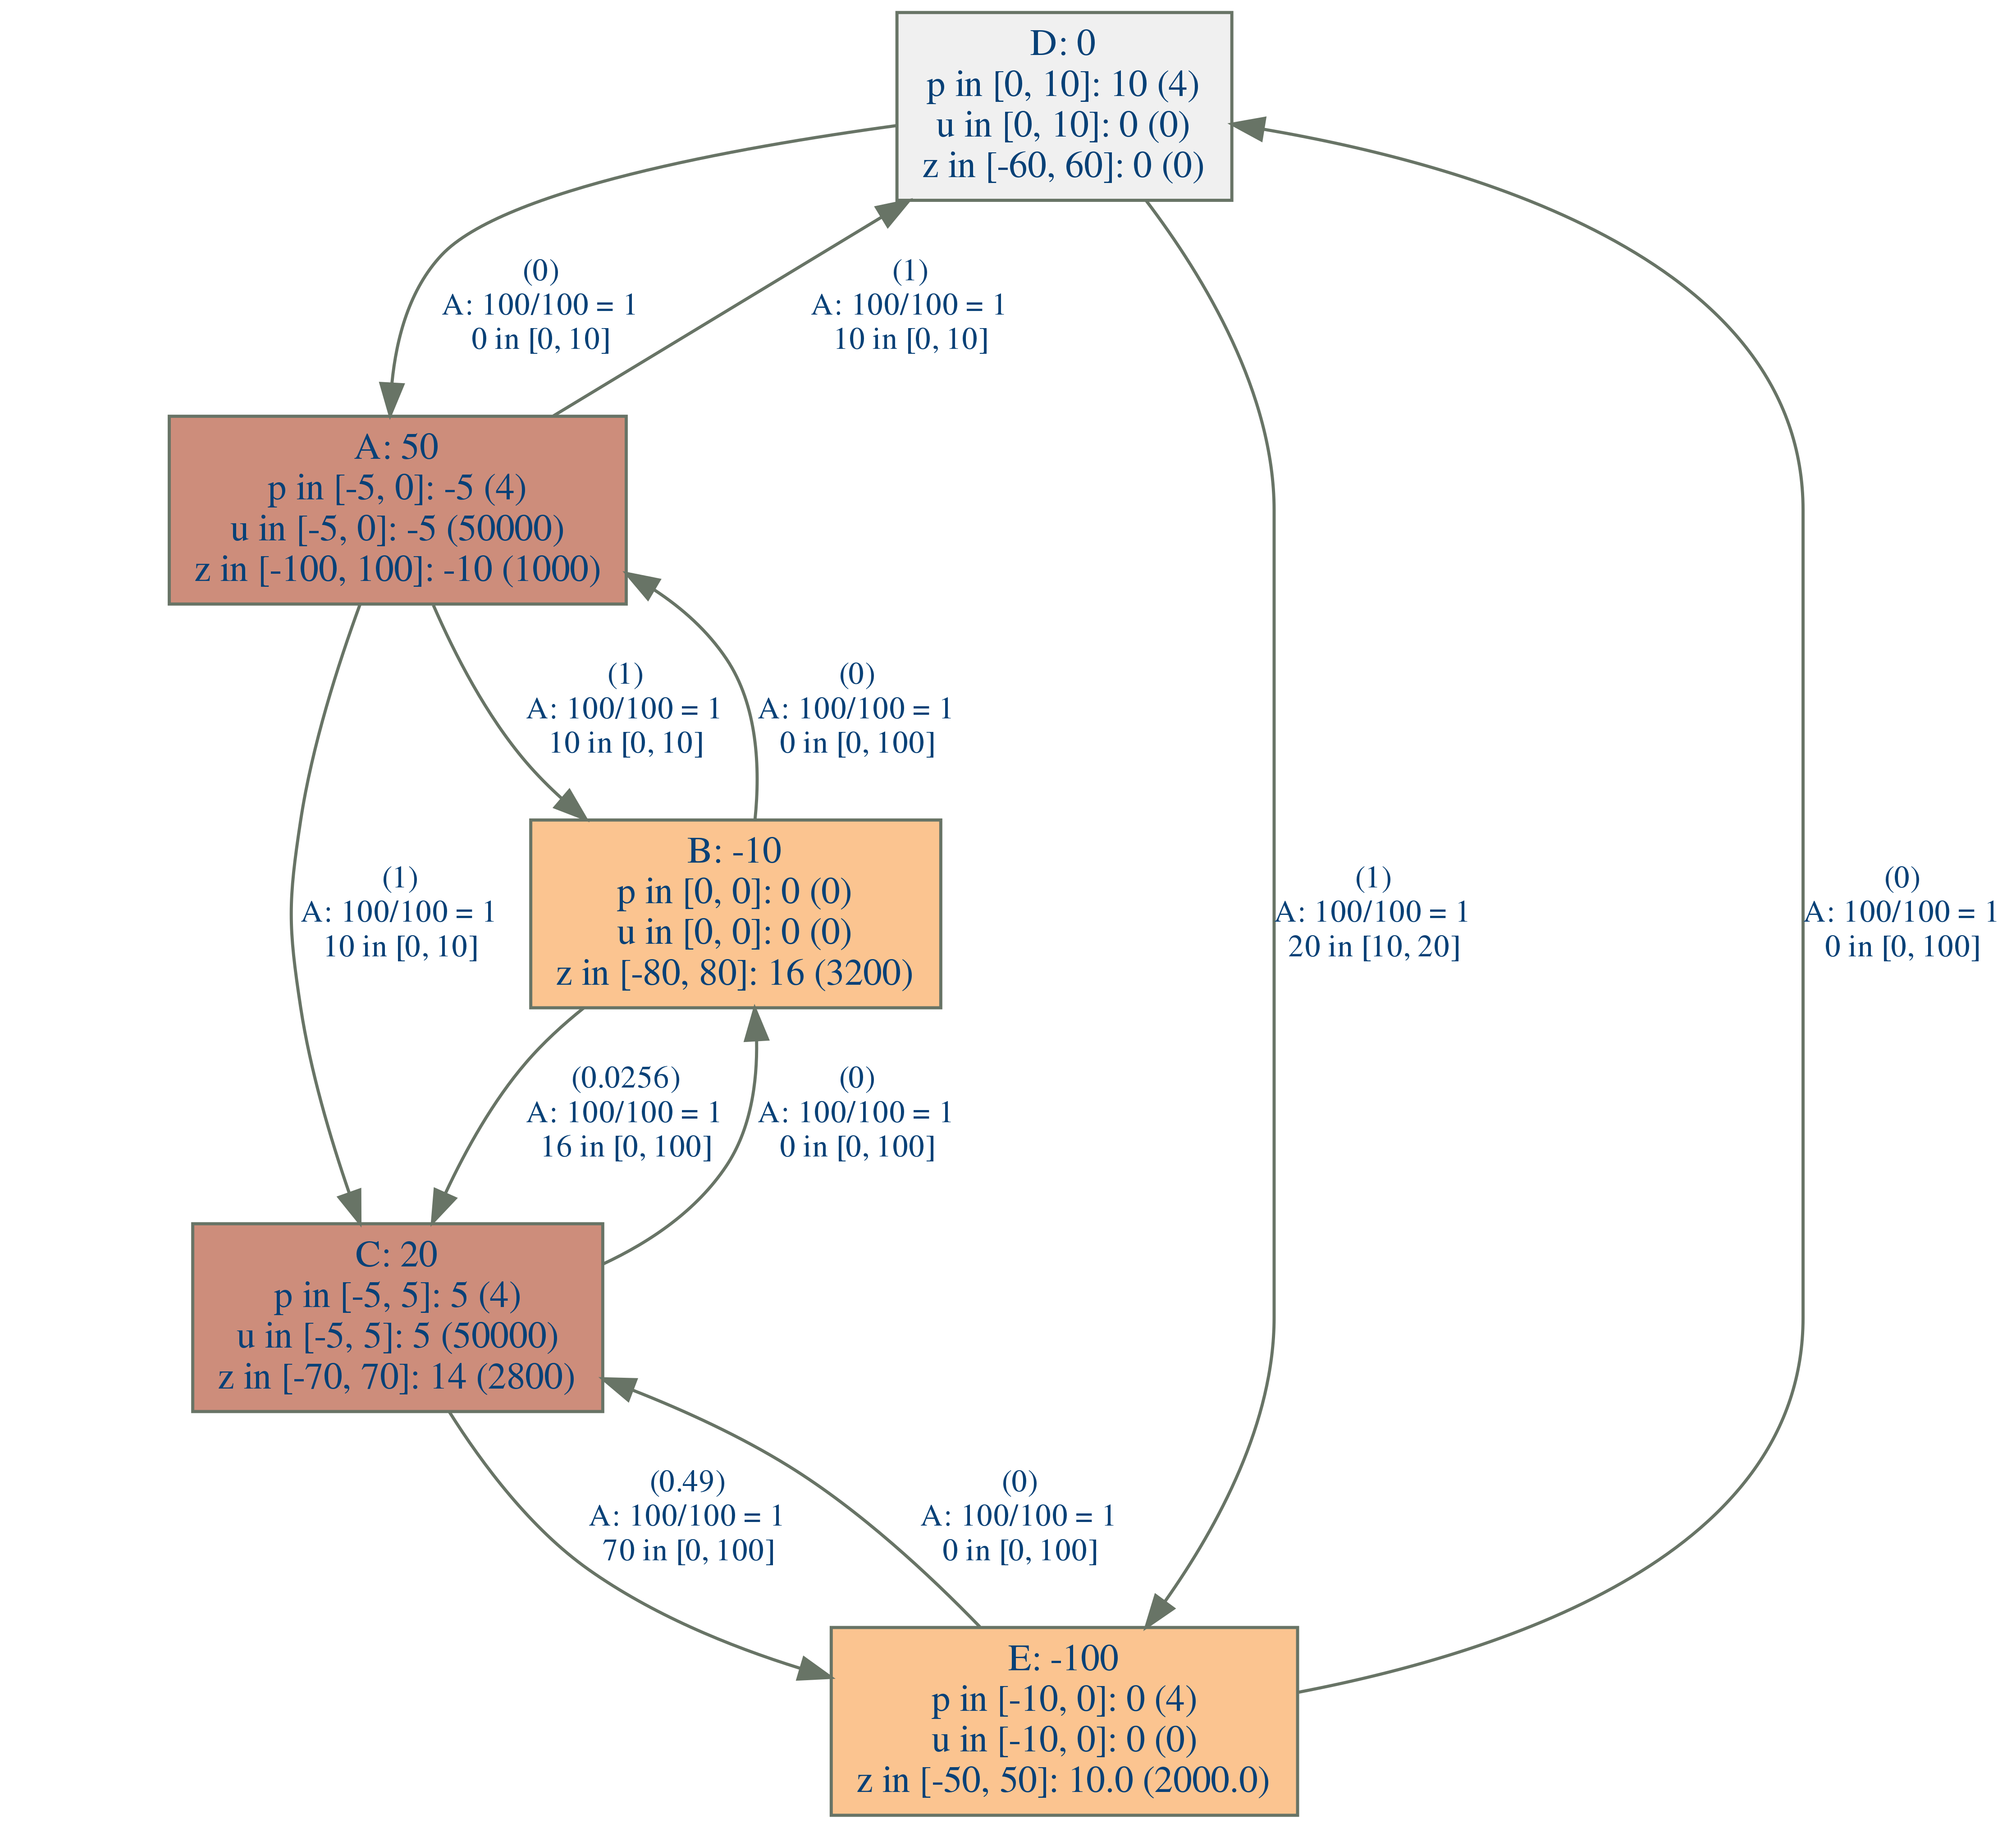 D: 0
p in [0, 10]: 10 (4)
u in [0, 10]: 0 (0)
z in [-60, 60]: 0 (0)
(0)
A: 100/100 = 1
0 in [0, 10]
(1)
A: 100/100 = 1
10 in [0, 10]
A: 50
p in [-5, 0]: -5 (4)
u in [-5, 0]: -5 (50000)
z in [-100, 100]: -10 (1000)
(1)
A: 100/100 = 1
10 in [0, 10]
(0)
A: 100/100 = 1
0 in [0, 100]
B: -10
p in [0, 0]: 0 (0)
u in [0, 0]: 0 (0)
z in [-80, 80]: 16 (3200)
(1)
A: 100/100 = 1
10 in [0, 10]
(1)
A: 100/100 = 1
20 in [10, 20]
(0)
A: 100/100 = 1
0 in [0, 100]
(0.0256)
A: 100/100 = 1
16 in [0, 100]
(0)
A: 100/100 = 1
0 in [0, 100]
C: 20
p in [-5, 5]: 5 (4)
u in [-5, 5]: 5 (50000)
z in [-70, 70]: 14 (2800)
(0.49)
A: 100/100 = 1
70 in [0, 100]
(0)
A: 100/100 = 1
0 in [0, 100]
E: -100
p in [-10, 0]: 0 (4)
u in [-10, 0]: 0 (0)
z in [-50, 50]: 10.0 (2000.0)